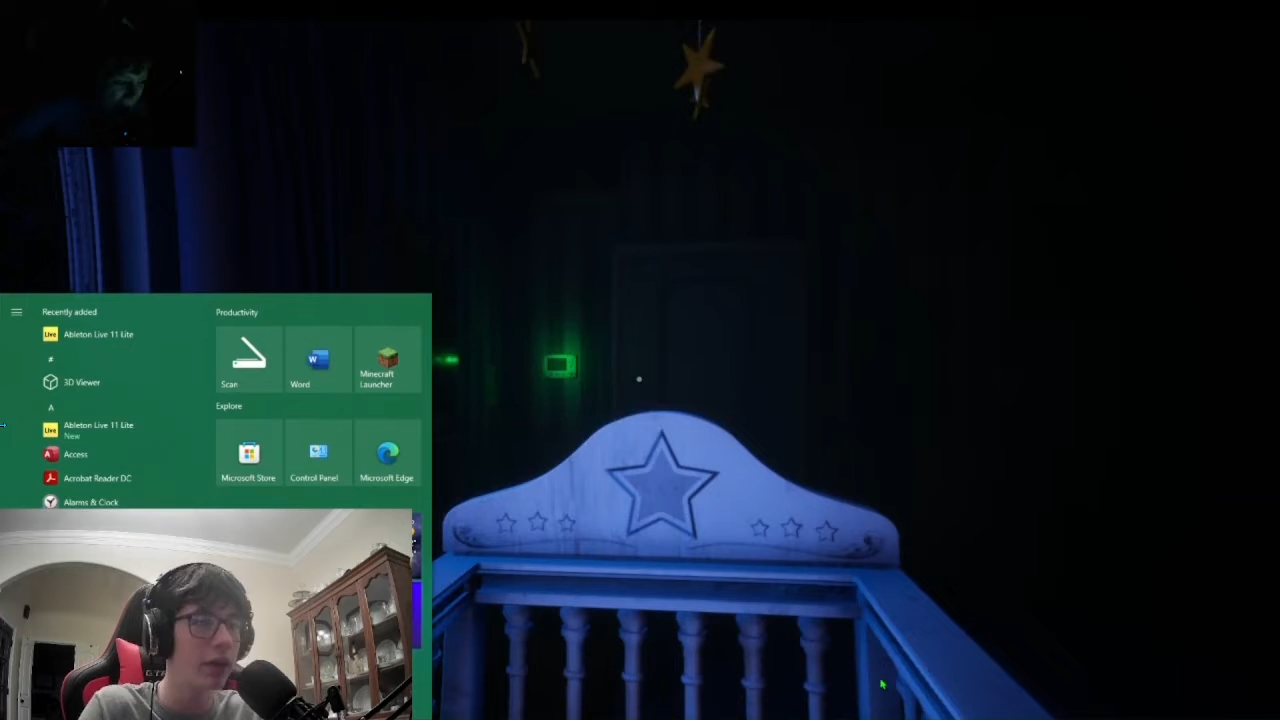 Recently added
Productivity
Ableton Live 11 Lite
#
3D Viewer
Scan
Word
Minecraft
Launcher
A
Explore
Ableton Live 11 Lite
New
Access
Acrobat Reader DC
Microsoft Store
Control Panel
Microsoft Edge
Alarms & Clock